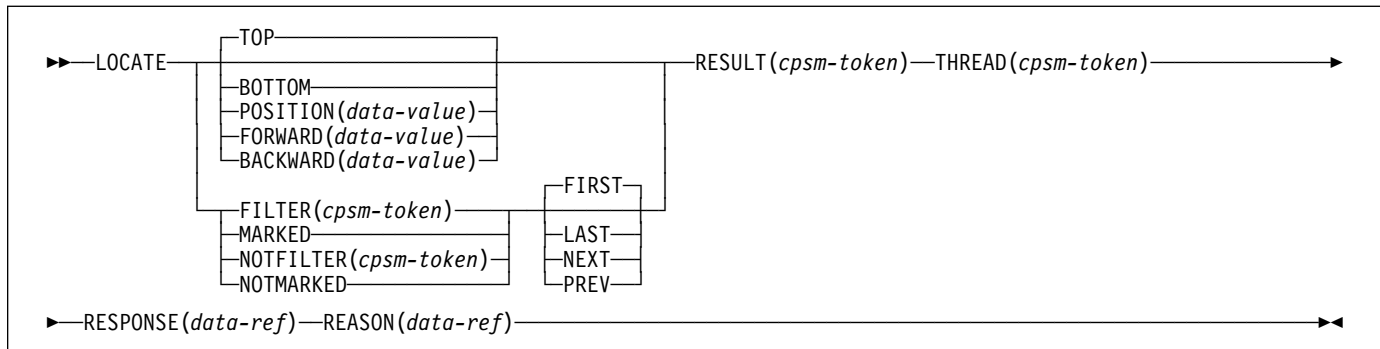 TOP
LOCATE RESULT(cpsm-token) THREAD(cpsm-token)
BOTTOM
POSITION(data-value)
FORWARD(data-value)
BACKWARD(data-value)
FIRST
FILTER(cpsm-token)
MARKED LAST
NOTFILTER(cpsm-token) NEXT
NOTMARKED PREV
RESPONSE(data-ref) REASON(data-ref)